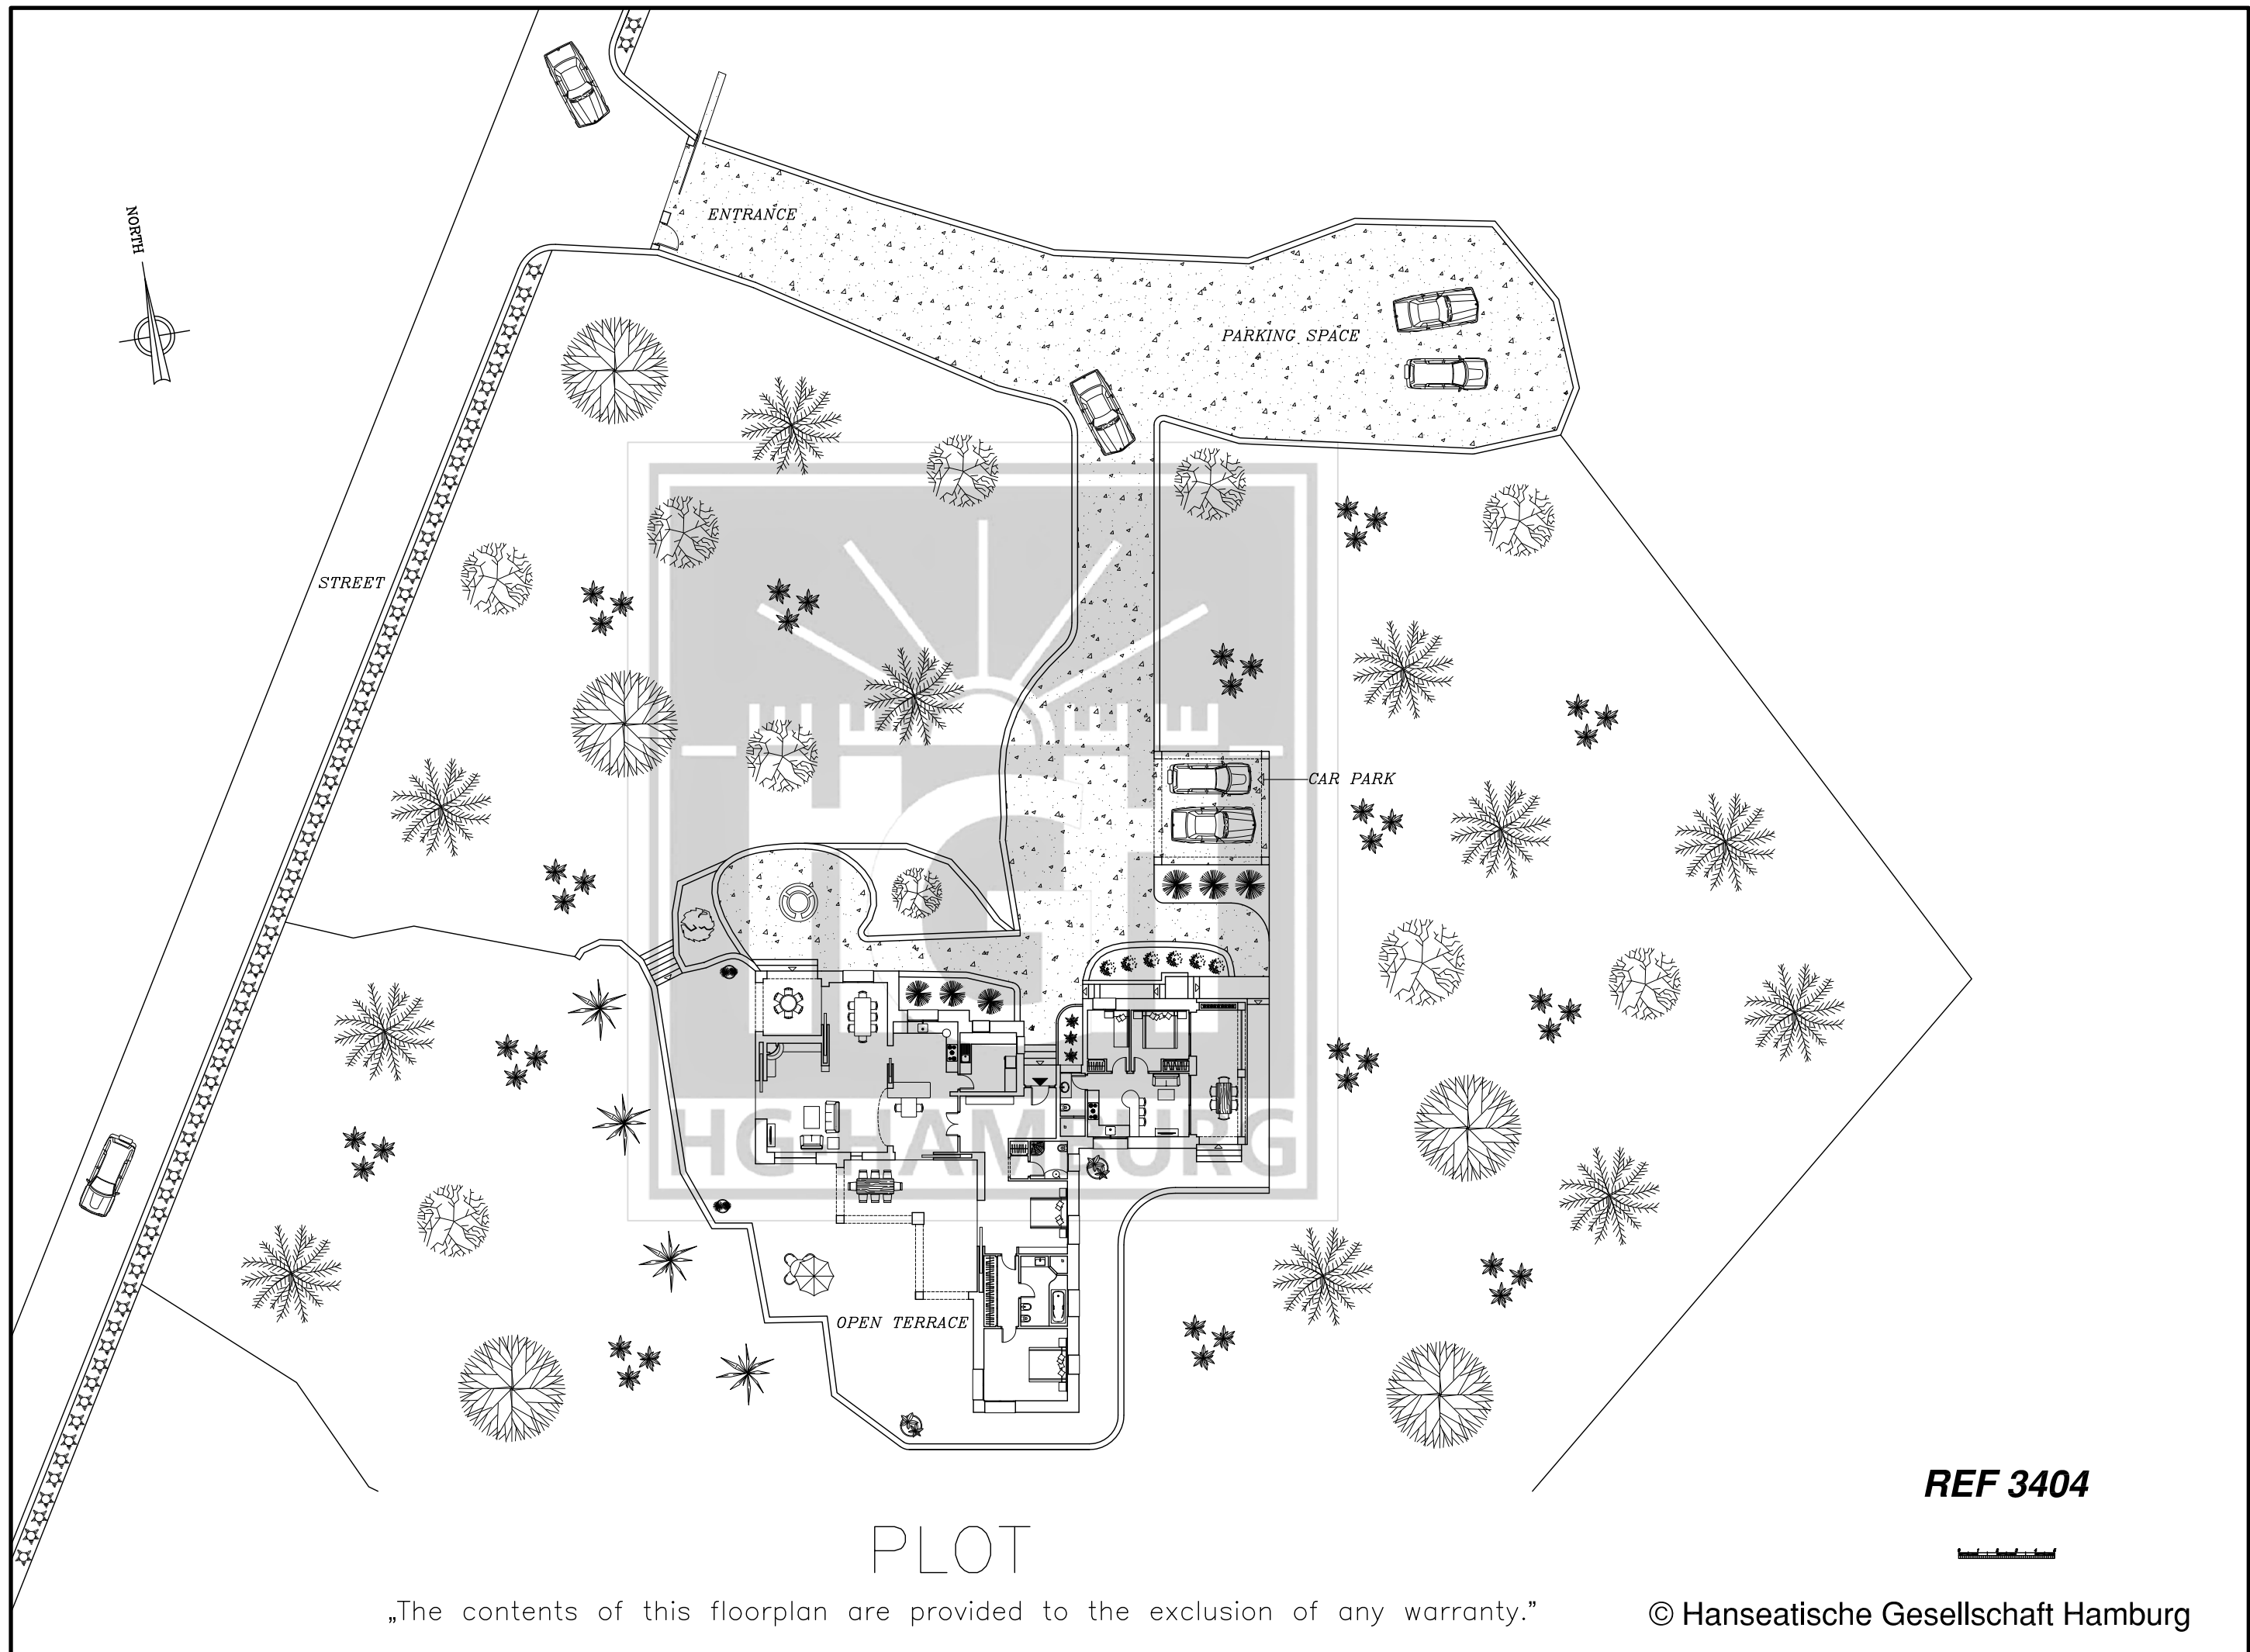 NORTH
ENTRANCE
PARKING SPACE
STREET
CAR PARK
HG HAMBURG
OPEN TERRACE
REF 3404
PLOT
„The contents of this floorplan are provided to the exclusion of any warranty.”
© Hanseatische Gesellschaft Hamburg